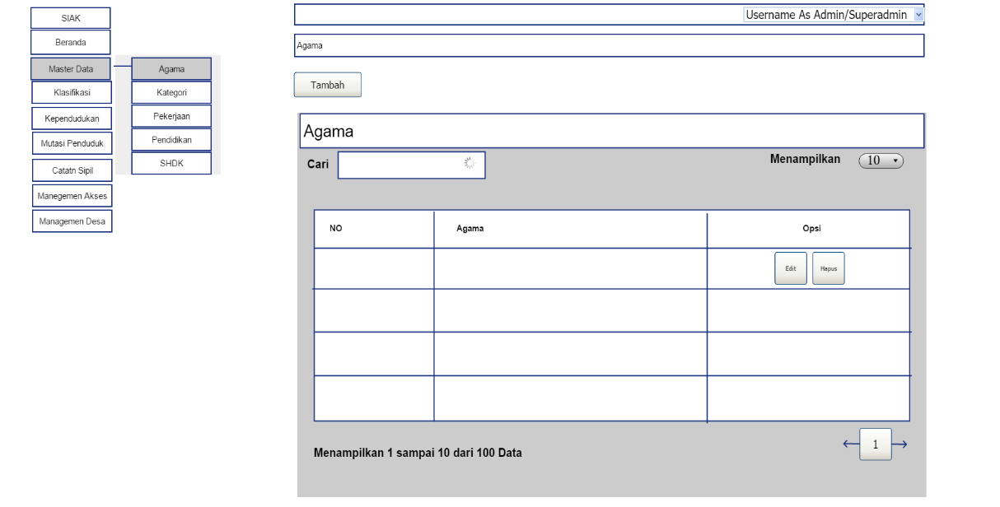 SIAK
Beranda
Master Data
Klasifikasi
Kependudukan
Mutasi Penduduk
Catatn Sipil
Manegemen Akses
Managemen Desa
Agama
Kategori
Pekerjaan
Pendidikan
SHDK
Username As Admin/Superadmin
Agama
Tambah
Agama
Cari
Menampilkan 10
NO Agama Opsi
Edit Hapus
Menampilkan 1 sampai 10 dari 100 Data
1